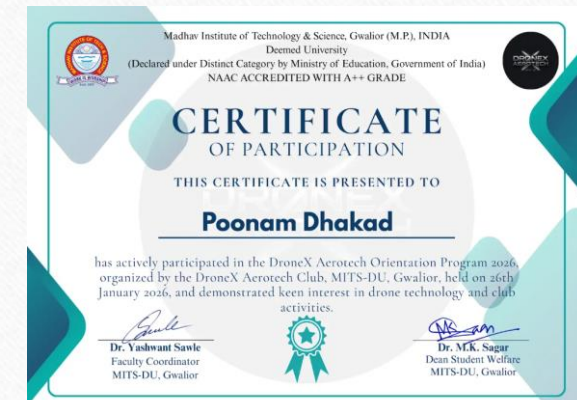 Madhav Institute of Technology & Science, Gwalior (M.P.), INDIA
Deemed University
(Declared under Distinct Category by Ministry of Education, Government of India)
NAAC ACCREDITED WITH A++ GRADE
DRONEX
AEROTECH
CERTIFICATE
OF PARTICIPATION
THIS CERTIFICATE IS PRESENTED TO
Poonam Dhakad
has actively participated in the DroneX Aerotech Orientation Program 2026,
organized by the DroneX Aerotech Club, MITS-DU, Gwalior, held on 26th
January 2026, and demonstrated keen interest in drone technology and club
activities.
Dr. Yashwant Sawle
Faculty Coordinator
MITS-DU, Gwalior
Dr. M.K. Sagar
Dean Student Welfare
MITS-DU, Gwalior